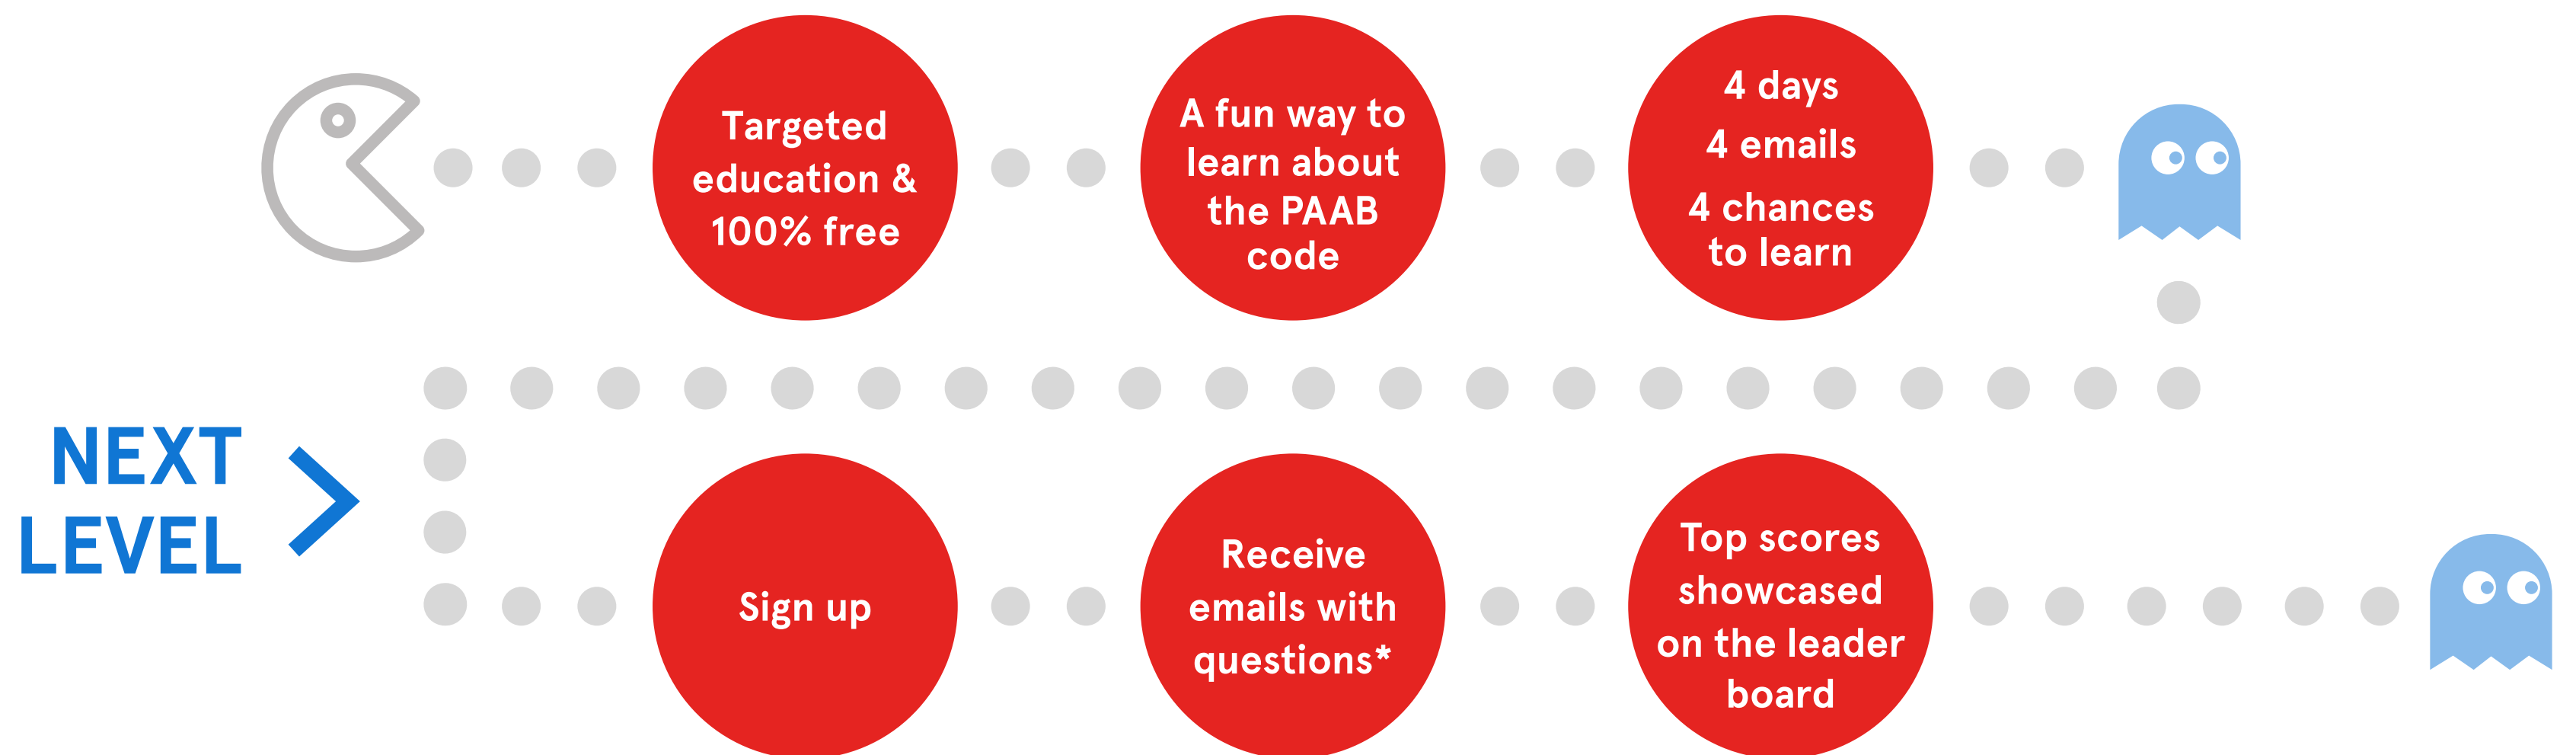 Targeted
education &
100% free
A fun way to
learn about
the PAAB
code
4 days
4 emails
4 chances
to learn
NEXT
LEVEL
Sign up
Receive
emails with
questions*
Top scores
showcased
on the leader
board